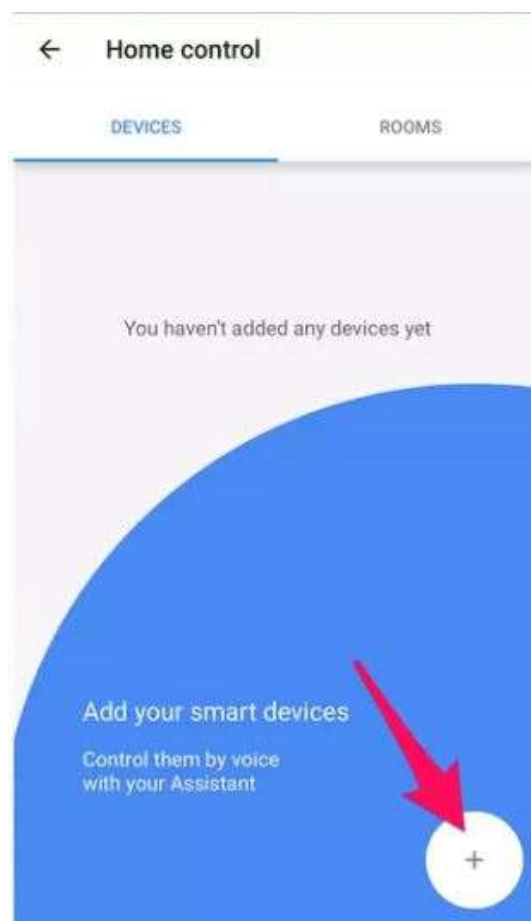 ← Home control
DEVICES ROOMS
You haven't added any devices yet
Add your smart devices
Control them by voice
with your Assistant
+